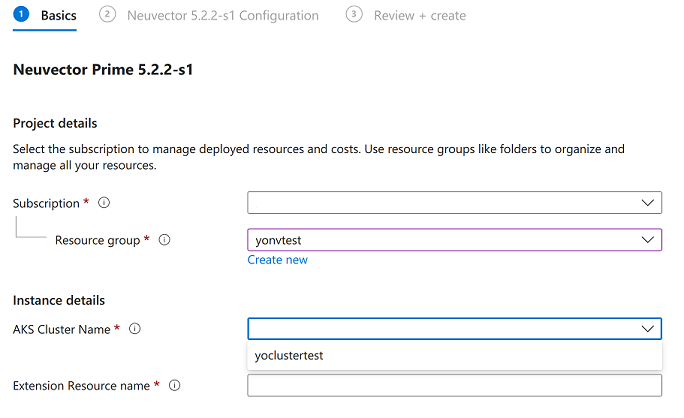 1 Basics 2 Neuvector 5.2.2-s1 Configuration 3 Review + create
Neuvector Prime 5.2.2-s1
Project details
Select the subscription to manage deployed resources and costs. Use resource groups like folders to organize and
manage all your resources.
Subscription *
Resource group * yonvtest
Create new
Instance details
AKS Cluster Name *
yoclustertest
Extension Resource name *